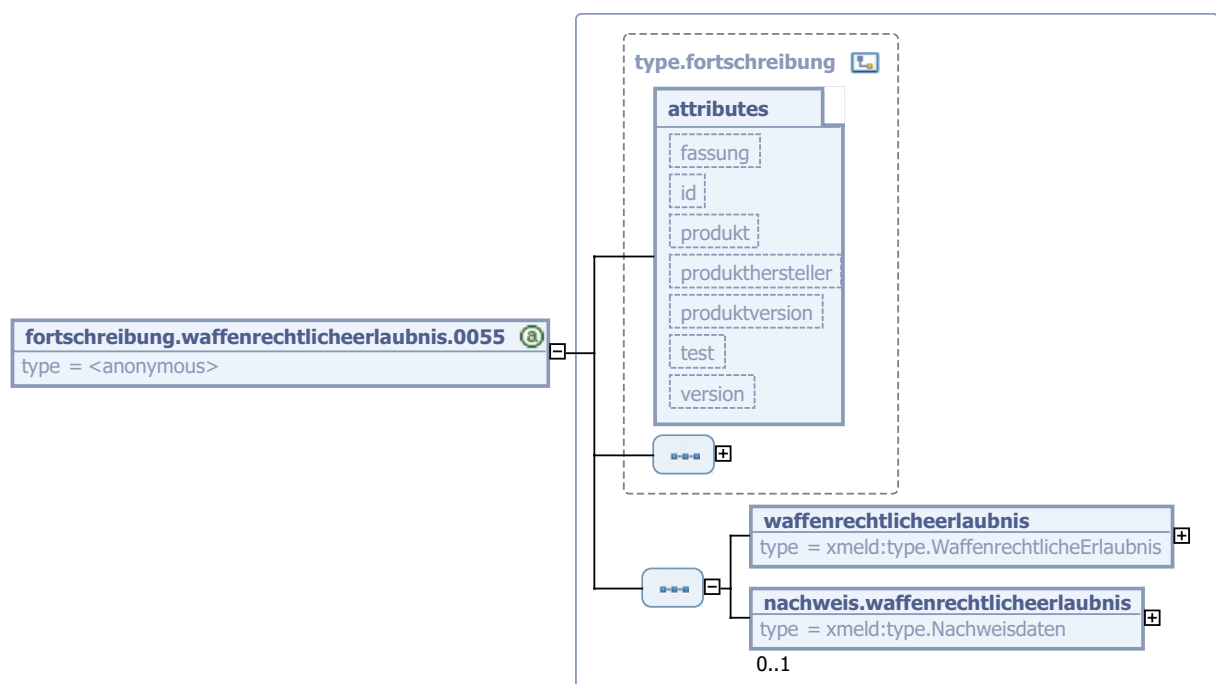 type.fortschreibung
attributes
fassung
id
produkt
produkthersteller
produktversion
test
version
fortschreibung.waffenrechtlicheerlaubnis.0055 @
type = <anonymous>
waffenrechtlicheerlaubnis
type = xmeld:type.WaffenrechtlicheErlaubnis
nachweis.waffenrechtlicheerlaubnis
type = xmeld:type.Nachweisdaten
0..1